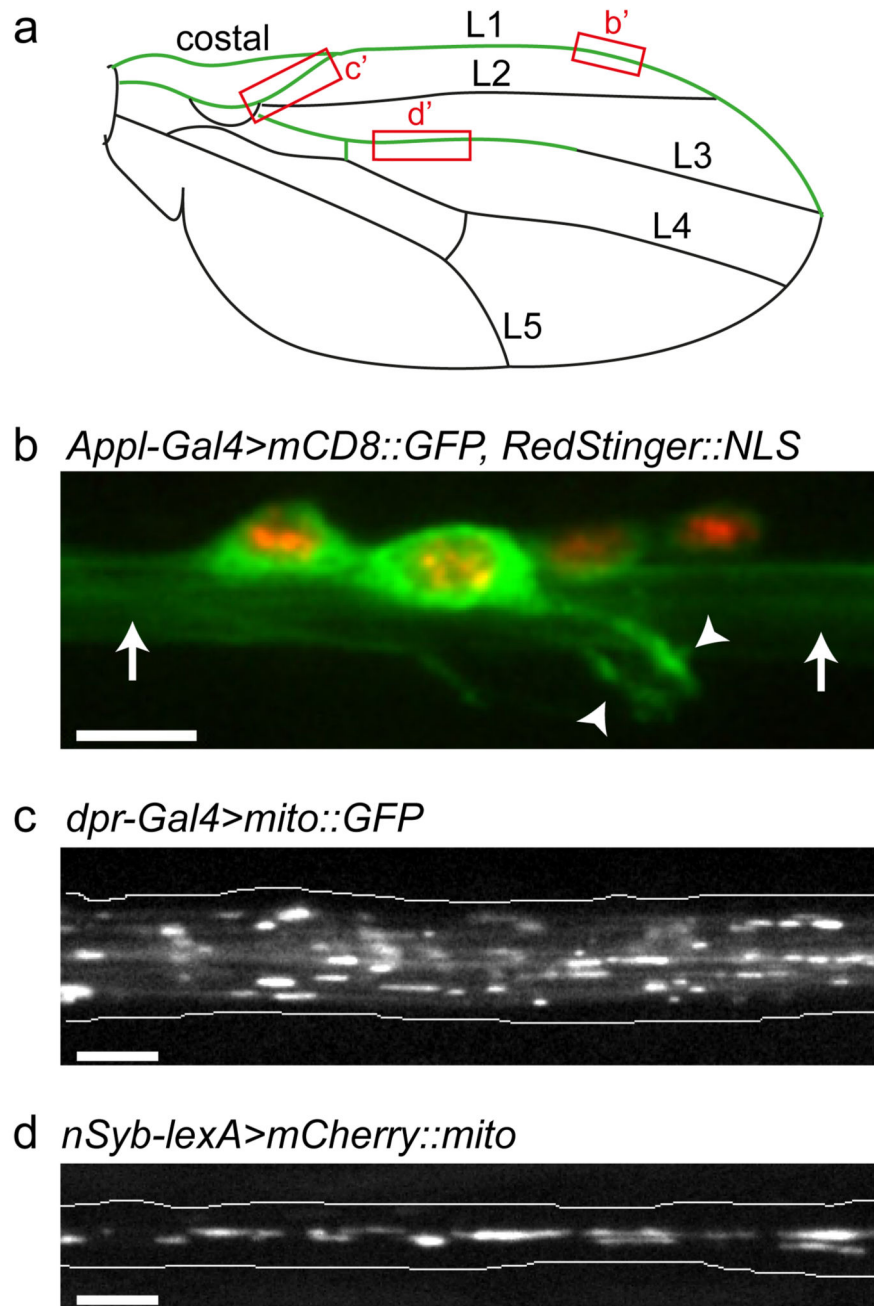 a
costal
L1
b’
c’
L2
d’
L3
L4
L5
b Appl-Gal4>mCD8::GFP, RedStinger::NLS
c dpr-Gal4>mito::GFP
d nSyb-lexA>mCherry::mito